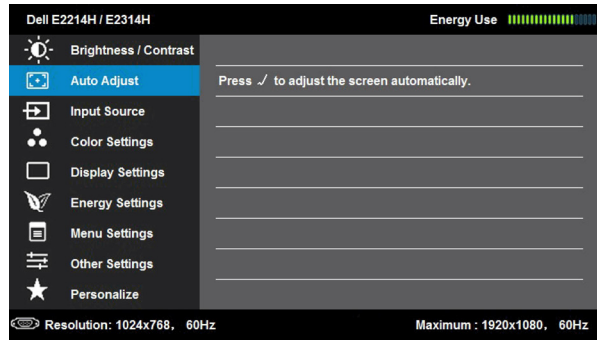 Dell E2214H / E2314H Energy Use
Brightness / Contrast
Auto Adjust Press ✓ to adjust the screen automatically.
Input Source
Color Settings
Display Settings
Energy Settings
Menu Settings
Other Settings
Personalize
Resolution: 1024x768, 60Hz Maximum : 1920x1080, 60Hz